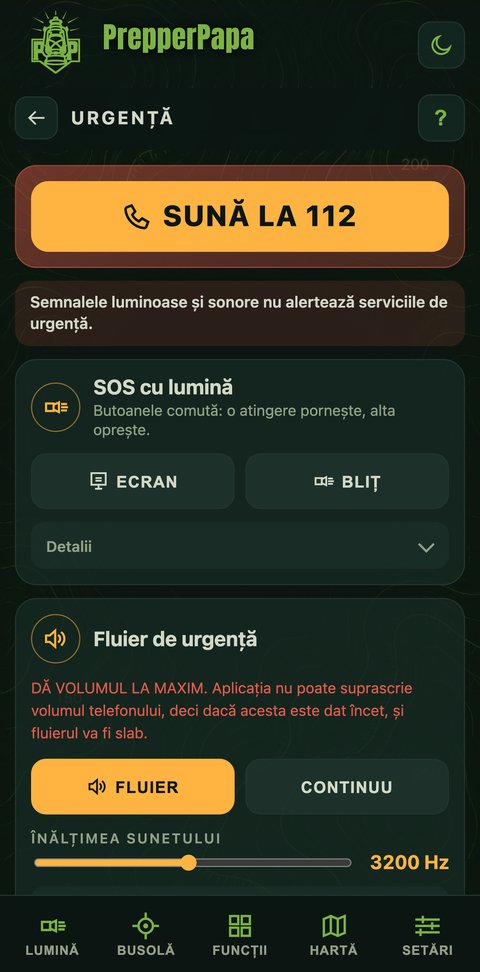 PrepperPapa
URGENȚĂ
?
200
SUNĂ LA 112
Semnalele luminoase și sonore nu alertează serviciile de
urgență.
SOS cu lumină
Butoanele comută: o atingere pornește, alta
oprește.
ECRAN
BLIȚ
Detalii
Fluier de urgență
DĂ VOLUMUL LA MAXIM. Aplicația nu poate suprascrie
volumul telefonului, deci dacă acesta este dat încet, și
fluierul va fi slab.
FLUIER
CONTINUU
ÎNĂLȚIMEA SUNETULUI
3200 Hz
LUMINĂ
BUSOLĂ
FUNCȚII
HARTĂ
SETĂRI